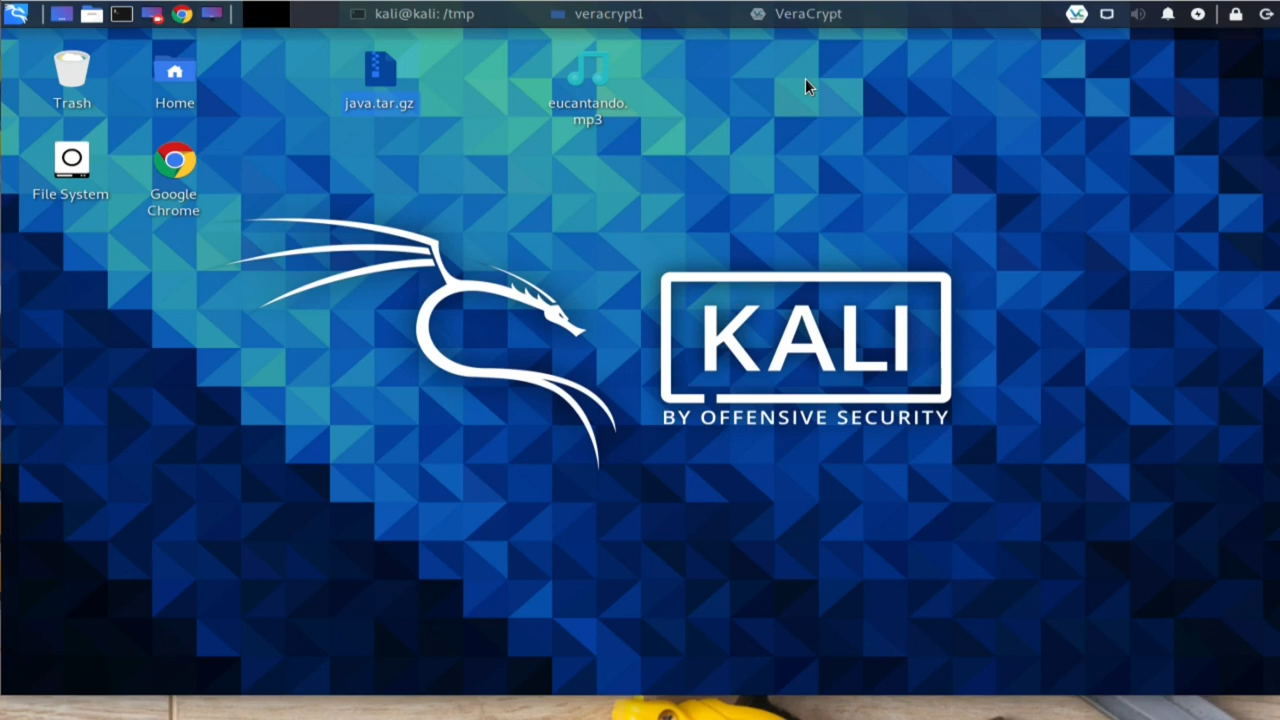 kali@kali: /tmp
veracrypt1
VeraCrypt
Trash
Home
java.tar.gz
eucantando.
mp3
File System
Google
Chrome
KALI
BY OFFENSIVE SECURITY